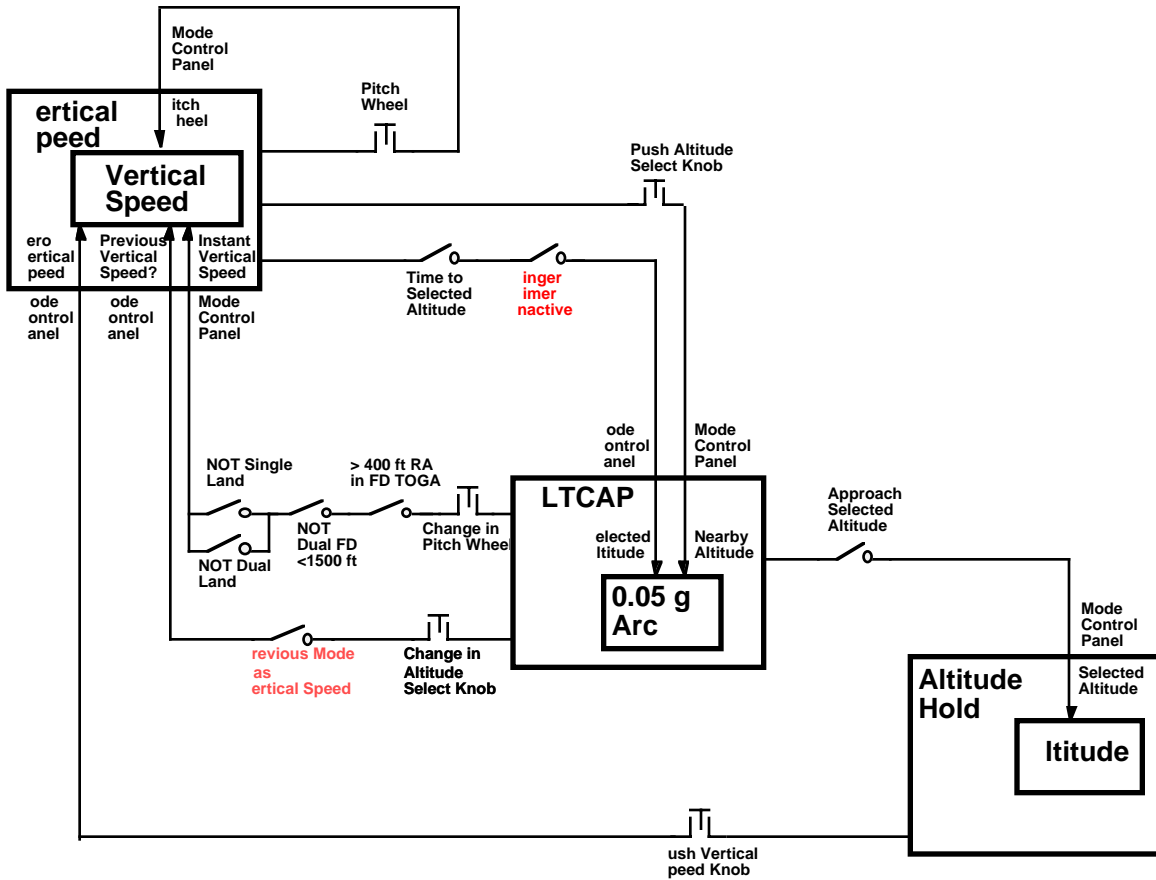 Mode
Control
Panel
Pitch
Wheel
ertical
peed
itch
heel
Vertical
Speed
Push Altitude
Select Knob
ero
ertical
peed
Previous
Vertical
Speed?
Instant
Vertical
Speed
ode
ontrol
anel
ode
ontrol
anel
Mode
Control
Panel
Time to
Selected
Altitude
inger
imer
nactive
NOT Single
Land
> 400 ft RA
in FD TOGA
NOT Dual
Land
NOT
Dual FD
<1500 ft
Change in
Pitch Wheel
ode
ontrol
anel
Mode
Control
Panel
LTCAP
elected
ltitude
Nearby
Altitude
0.05 g
Arc
Approach
Selected
Altitude
revious Mode
as
ertical Speed
Change in
Altitude
Select Knob
Mode
Control
Panel
Altitude
Hold
Selected
Altitude
ltitude
ush Vertical
peed Knob